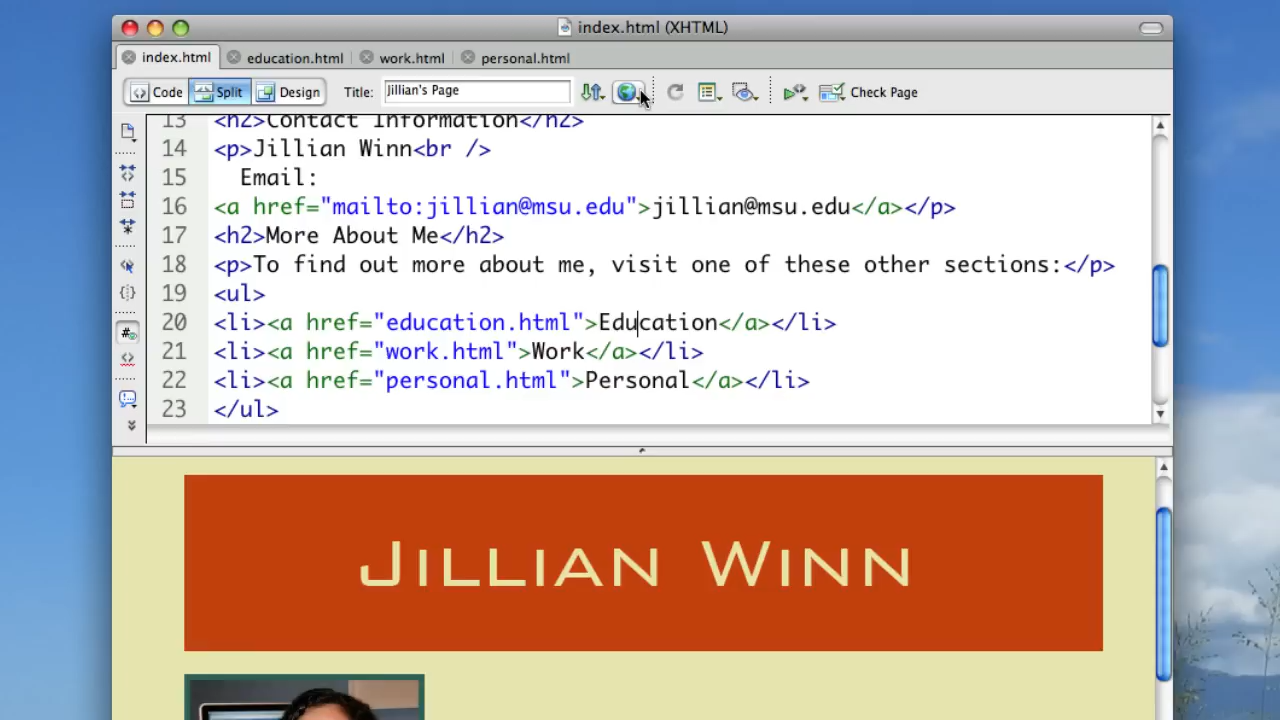 index.html (XHTML)
index.html education.html work.html personal.html
Code Split Design Title: Jillian's Page Check Page
13 <h2>Contact Information</h2>
14 <p>Jillian Winn<br />
15 Email:
16 <a href="mailto:jillian@msu.edu">jillian@msu.edu</a></p>
17 <h2>More About Me</h2>
18 <p>To find out more about me, visit one of these other sections:</p>
19 <ul>
20 <li><a href="education.html">Education</a></li>
21 <li><a href="work.html">Work</a></li>
22 <li><a href="personal.html">Personal</a></li>
23 </ul>
Jillian Winn